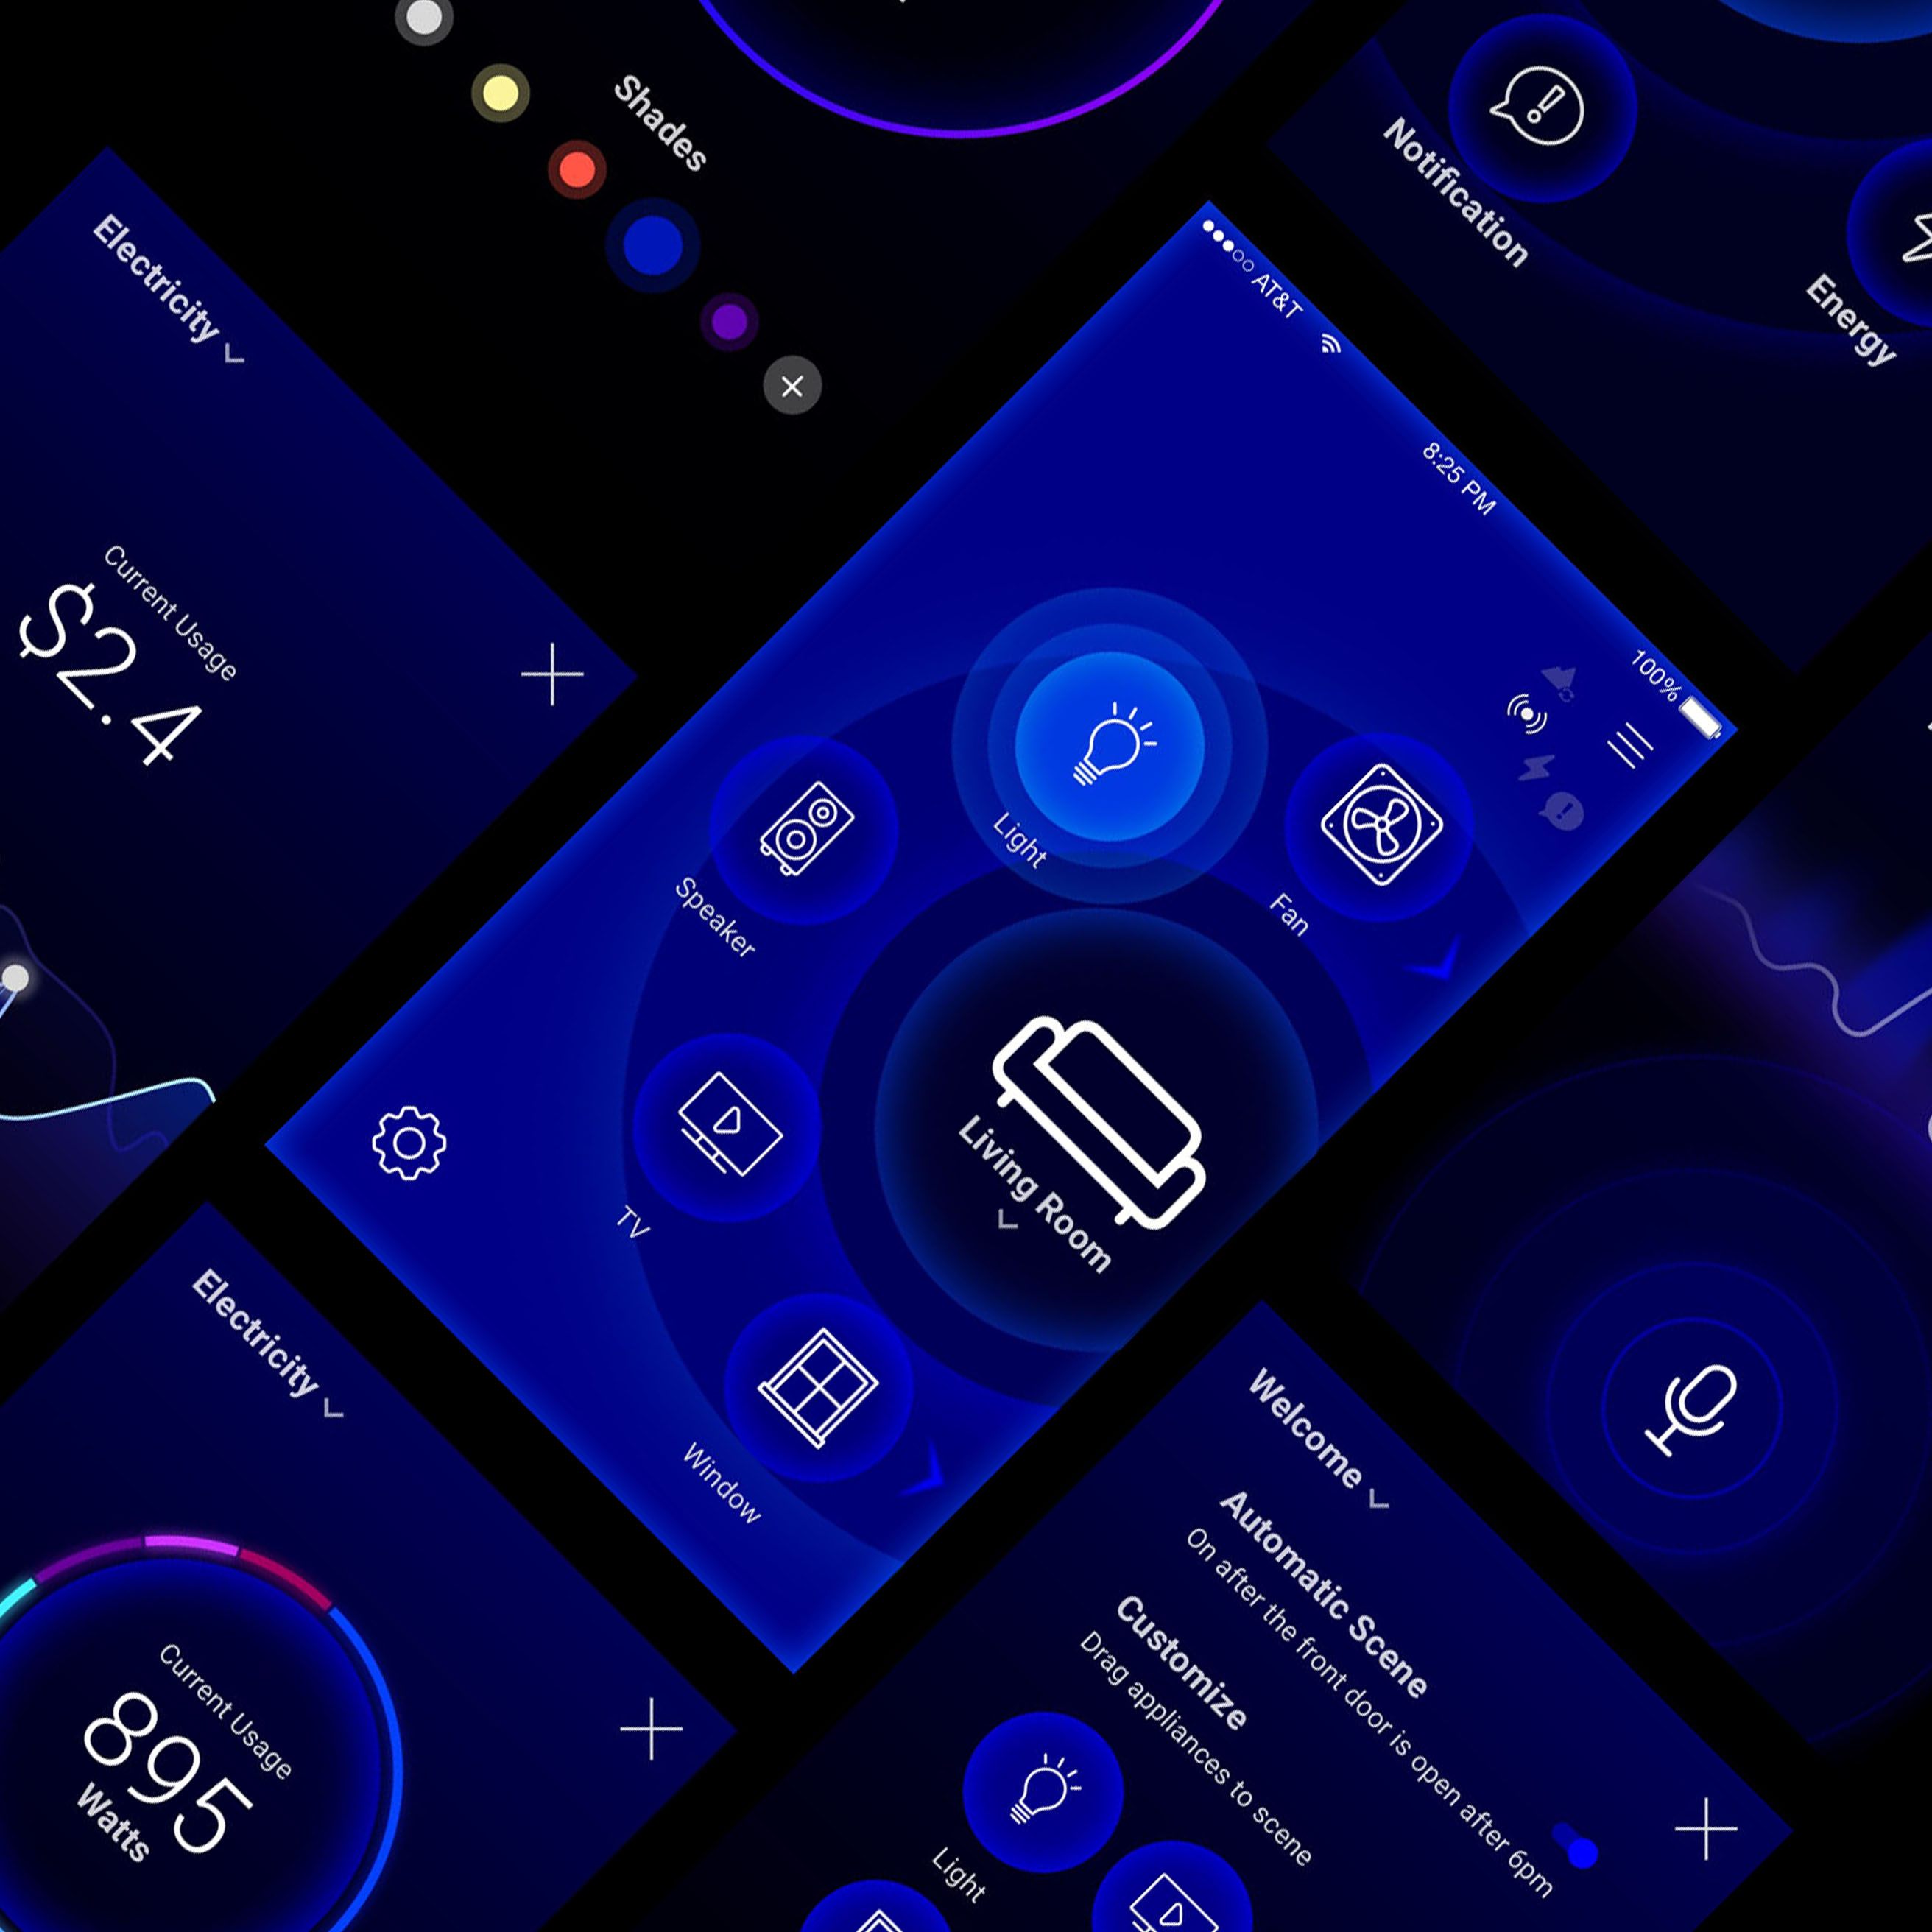 Shades
Notification
Energy
Electricity
Current Usage
$2.4
AT&T
8:25 PM
100%
Light
Speaker
Fan
TV
Living Room
Window
Electricity
Current Usage
895
Watts
Welcome
Automatic Scene
On after the front door is open after 6pm
Customize
Drag appliances to scene
Light